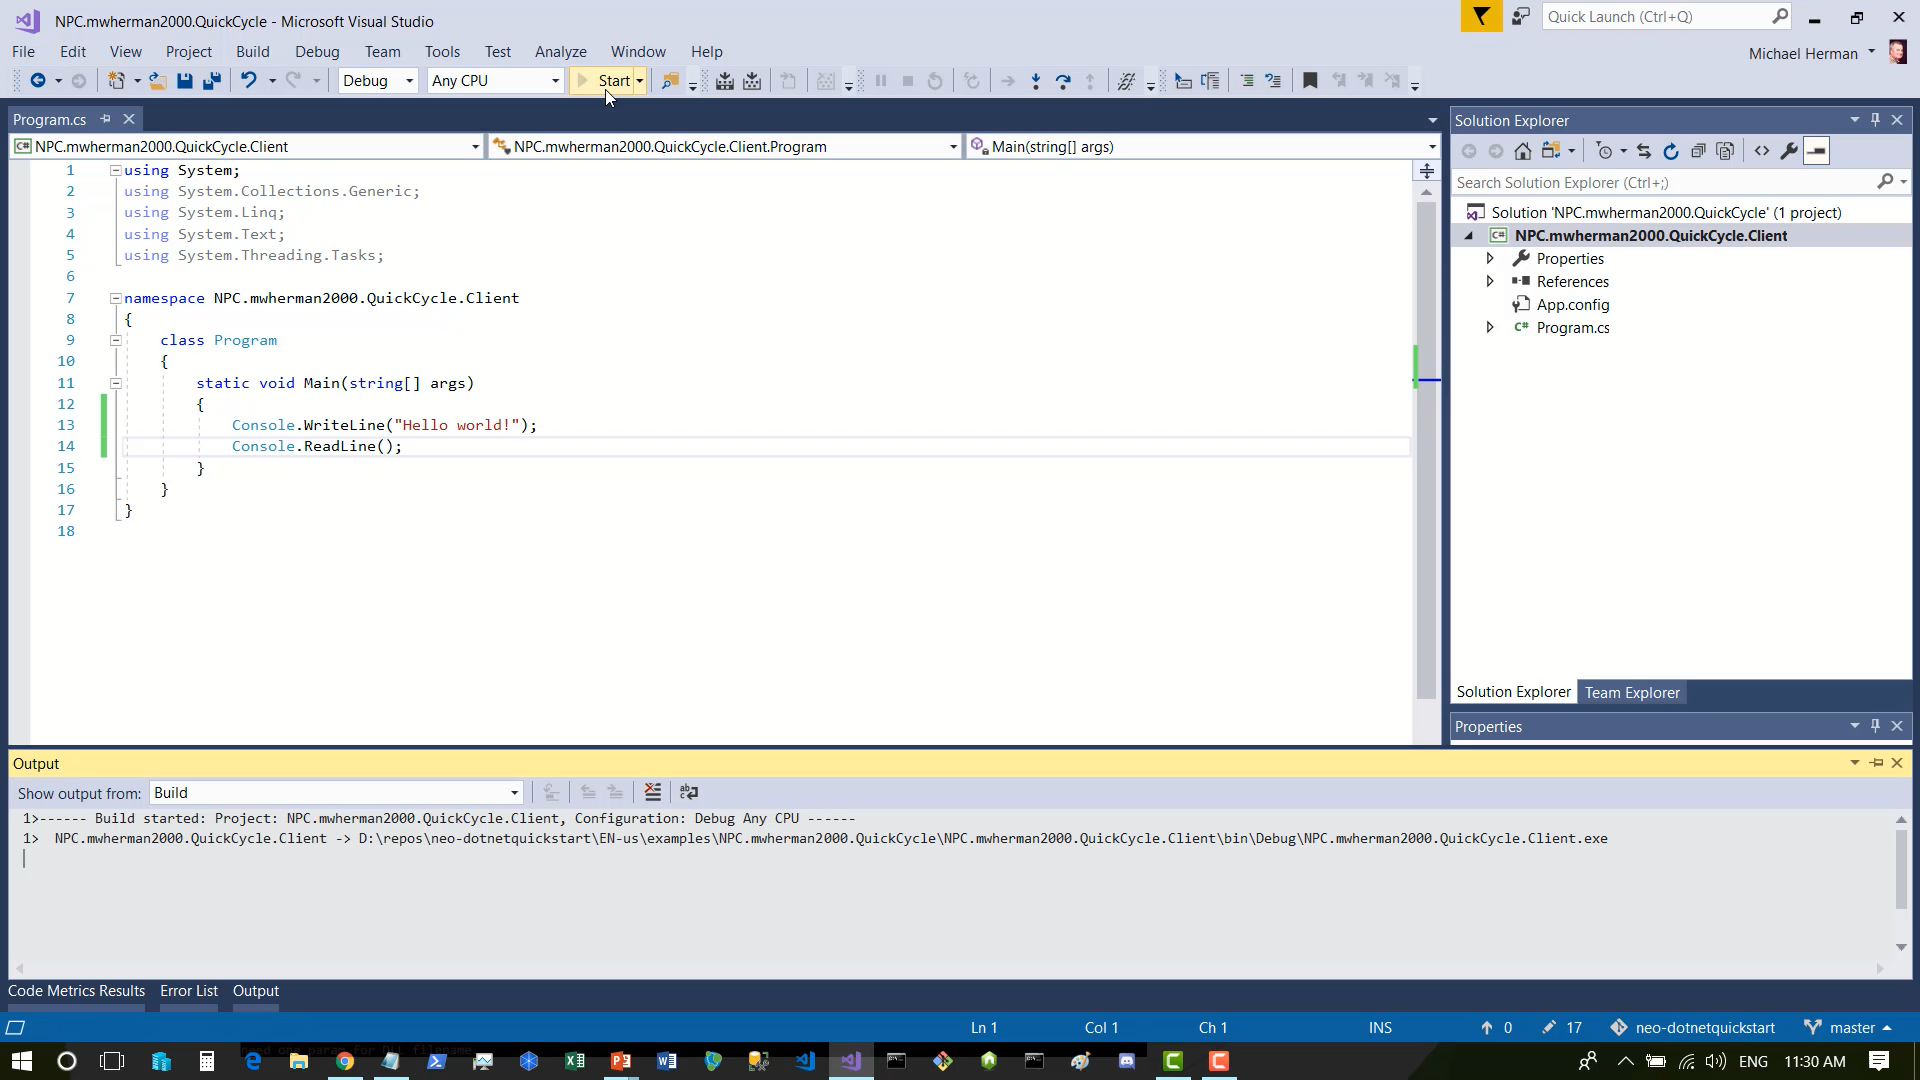 NPC.mwherman2000.QuickCycle - Microsoft Visual Studio
Quick Launch (Ctrl+Q)
File Edit View Project Build Debug Team Tools Test Analyze Window Help
Michael Herman
Debug Any CPU Start
Program.cs
NPC.mwherman2000.QuickCycle.Client NPC.mwherman2000.QuickCycle.Client.Program Main(string[] args)
1 using System;
2 using System.Collections.Generic;
3 using System.Linq;
4 using System.Text;
5 using System.Threading.Tasks;
6
7 namespace NPC.mwherman2000.QuickCycle.Client
8 {
9 class Program
10 {
11 static void Main(string[] args)
12 {
13 Console.WriteLine("Hello world!");
14 Console.ReadLine();
15 }
16 }
17 }
18
Solution Explorer
Search Solution Explorer (Ctrl+;)
Solution 'NPC.mwherman2000.QuickCycle' (1 project)
C# NPC.mwherman2000.QuickCycle.Client
Properties
References
App.config
C# Program.cs
Solution Explorer Team Explorer
Properties
Output
Show output from: Build
1>------ Build started: Project: NPC.mwherman2000.QuickCycle.Client, Configuration: Debug Any CPU ------
1> NPC.mwherman2000.QuickCycle.Client -> D:\repos\neo-dotnetquickstart\EN-us\examples\NPC.mwherman2000.QuickCycle\NPC.mwherman2000.QuickCycle.Client\bin\Debug\NPC.mwherman2000.QuickCycle.Client.exe
Code Metrics Results Error List Output
Ln 1 Col 1 Ch 1 INS 0 17 neo-dotnetquickstart master
ENG 11:30 AM